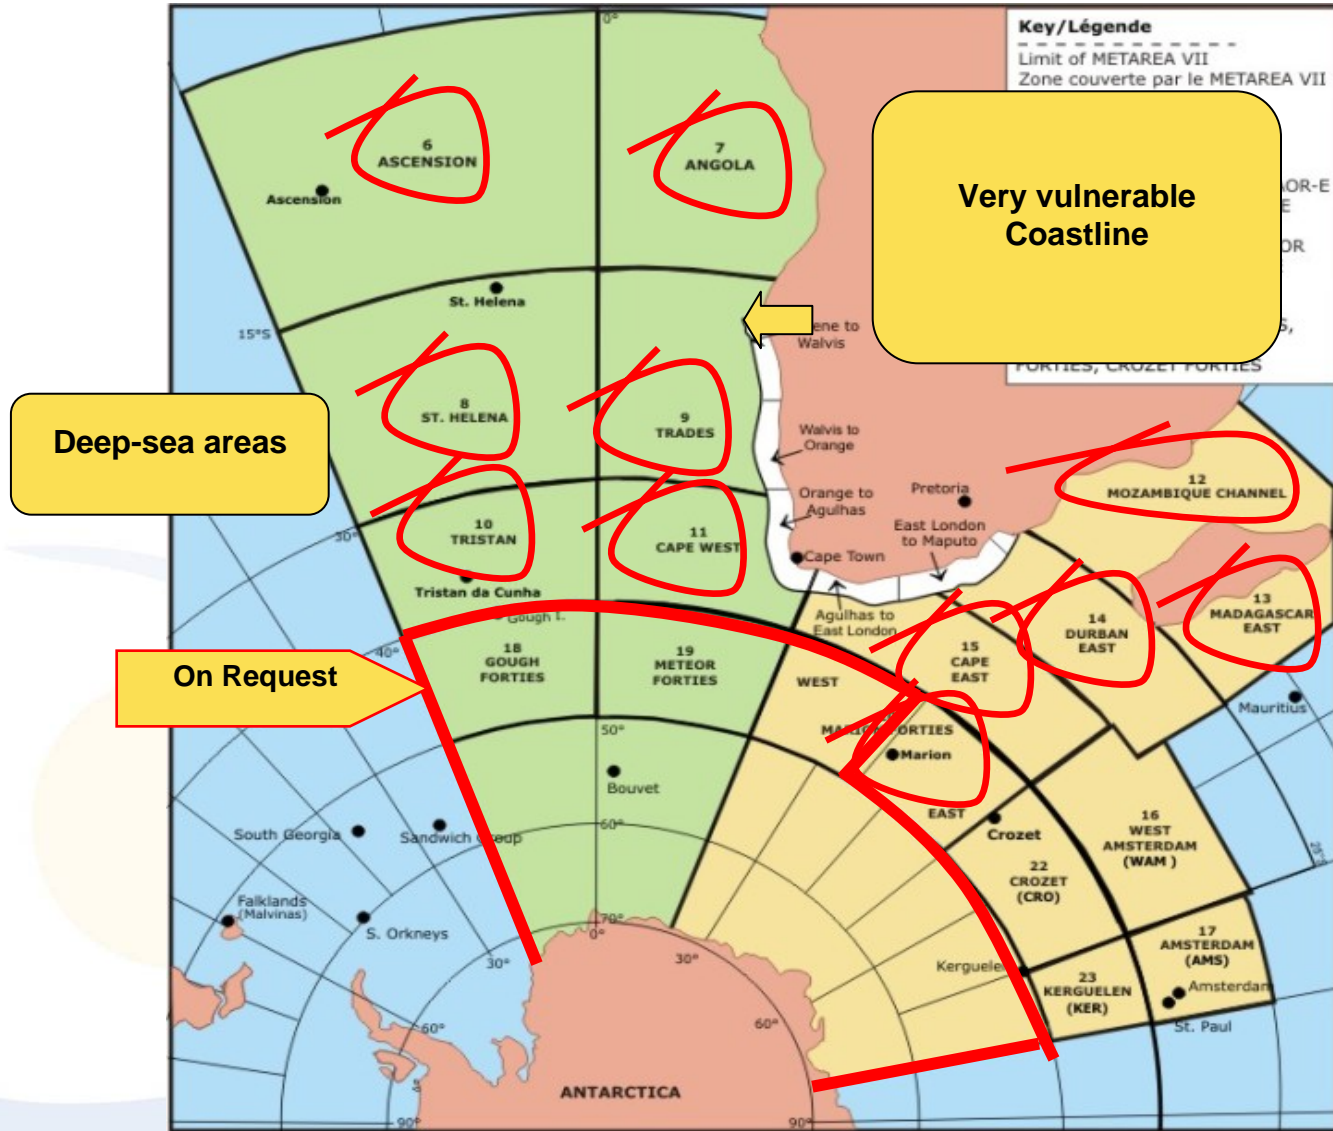 0°
Key/Légende
Limit of METAREA VII
Zone couverte par le METAREA VII
Very vulnerable
Coastline
AOR-E
FORTIES, CROZET FORTIES
6
ASCENSION
7
ANGOLA
Ascension
St. Helena
15°S
Walvis
8
ST. HELENA
9
TRADES
Deep-sea areas
Walvis to
Orange
Pretoria
12
MOZAMBIQUE CHANNEL
Orange to
Agulhas
East London
to Maputo
30°
10
TRISTAN
11
CAPE WEST
Cape Town
Tristan da Cunha
Gough I.
Agulhas to
East London
13
MADAGASCAR
EAST
14
DURBAN
EAST
15
CAPE
EAST
40°
On Request
18
GOUGH
FORTIES
19
METEOR
FORTIES
WEST
MARION FORTIES
Marion
Mauritius
50°
Bouvet
EAST
Crozet
16
WEST
AMSTERDAM
(WAM )
South Georgia
Sandwich Group
60°
22
CROZET
(CRO)
Falklands
(Malvinas)
S. Orkneys
70°
0°
30°
30°
17
AMSTERDAM
(AMS)
Kerguelen
23
KERGUELEN
(KER)
Amsterdam
St. Paul
60°
60°
ANTARCTICA
90°
90°